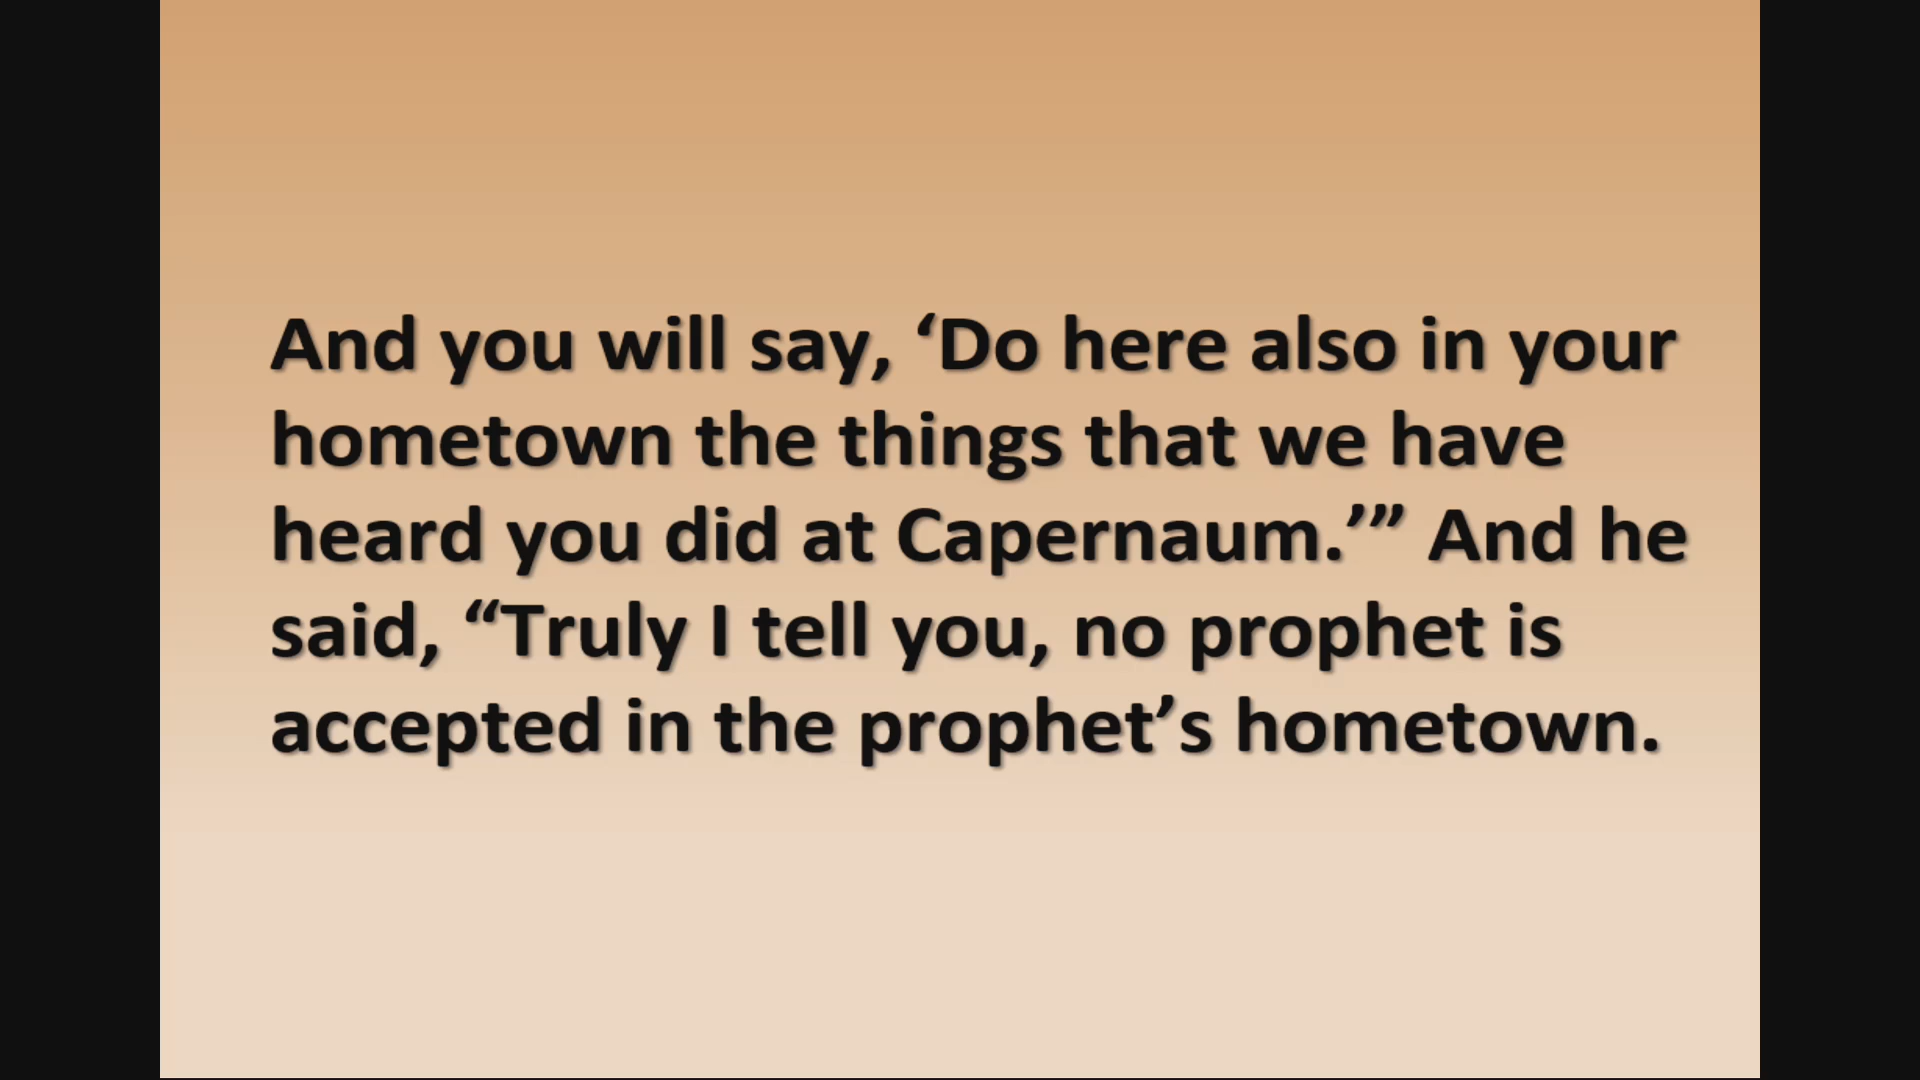 And you will say, ‘Do here also in your
hometown the things that we have
heard you did at Capernaum.’” And he
said, “Truly I tell you, no prophet is
accepted in the prophet’s hometown.